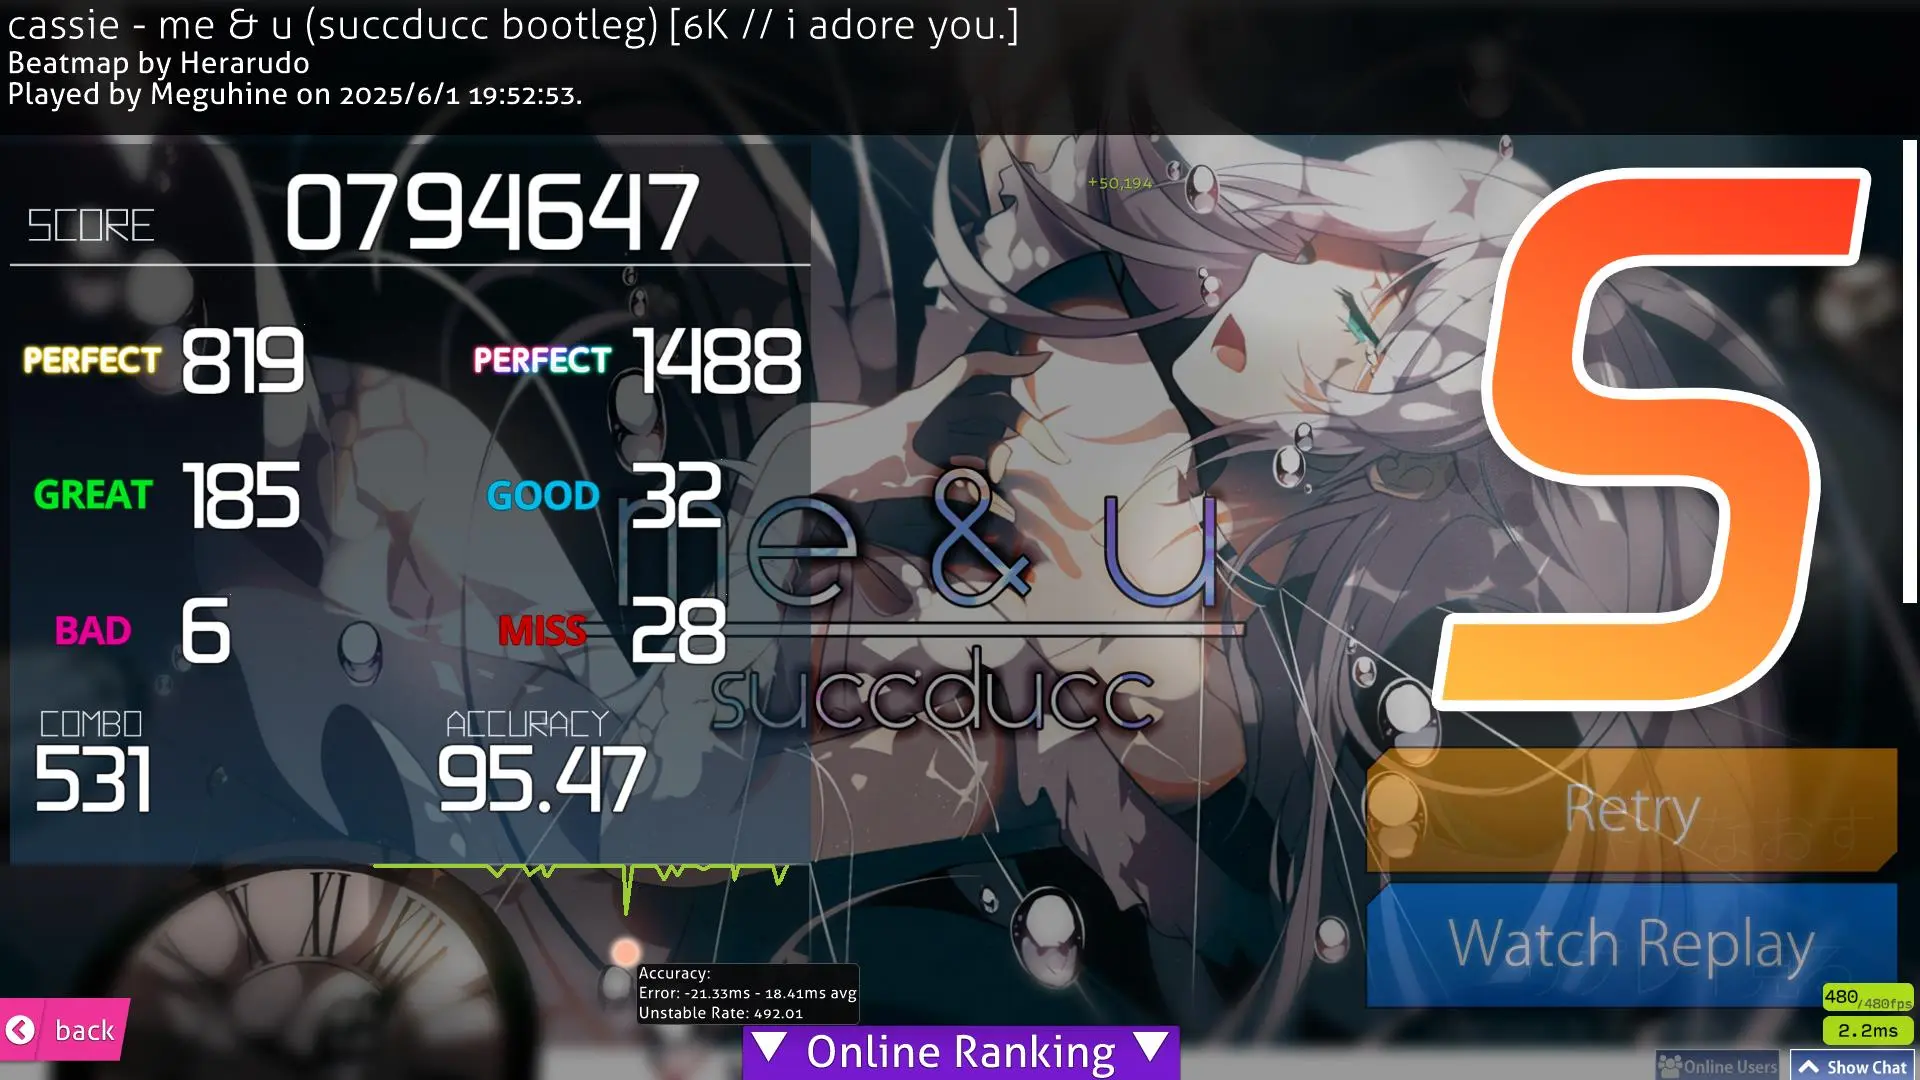 cassie - me & u (succducc bootleg) [6K // i adore you.]
Beatmap by Herarudo
Played by Meguhine on 2025/6/1 19:52:53.
SCORE 0794647
+50,194
PERFECT 819 PERFECT 1488
GREAT 185 GOOD 32
BAD 6 MISS 28
COMBO ACCURACY
531 95.47
me & u
succducc
XI
Retry
Watch Replay
Accuracy:
Error: -21.33ms - 18.41ms avg
Unstable Rate: 492.01
480/480fps
2.2ms
back
Online Ranking
Online Users
Show Chat